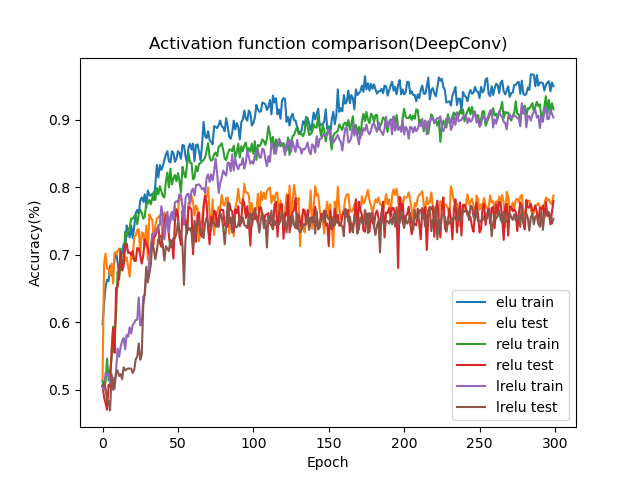 Activation function comparison(DeepConv)
Accuracy(%)
0.9
0.8
0.7
0.6
0.5
0 50 100 150 200 250 300
Epoch
elu train
elu test
relu train
relu test
lrelu train
lrelu test